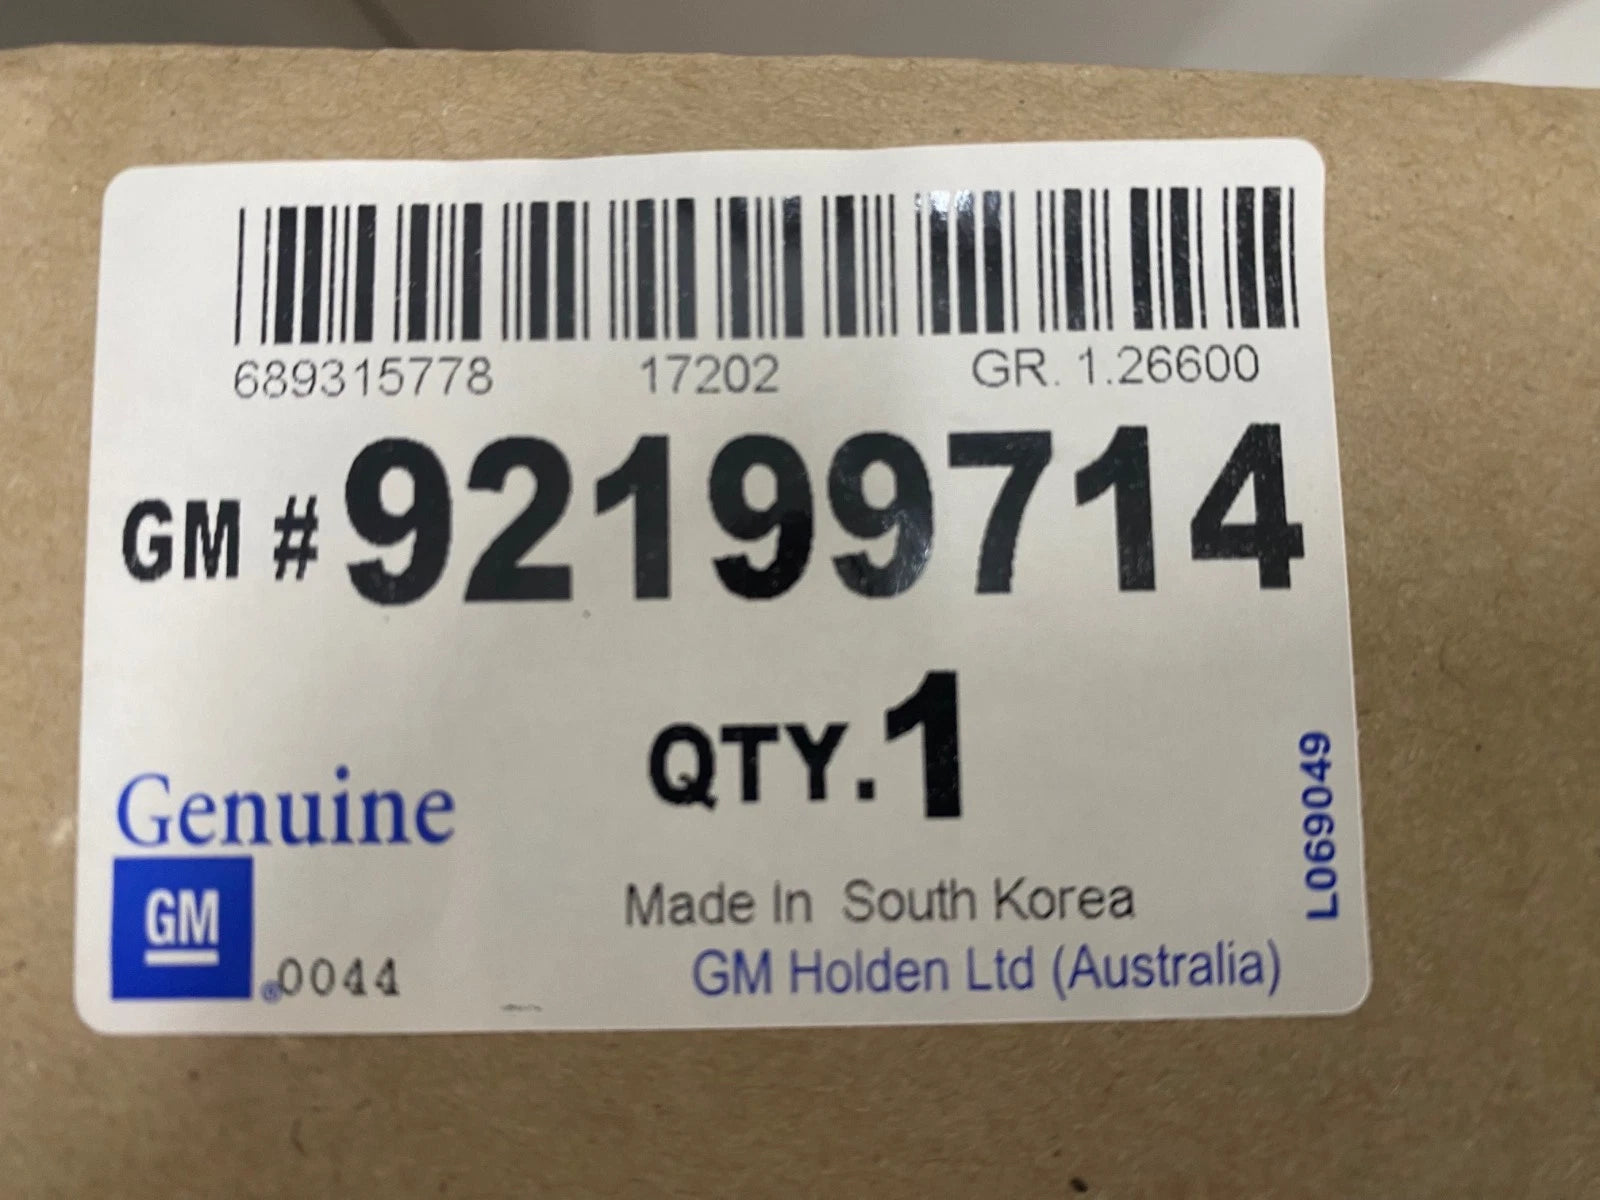 689315778 17202 GR. 1.26600
GM # 92199714
QTY. 1
Genuine
GM
®0044
Made In South Korea
GM Holden Ltd (Australia)
L069049